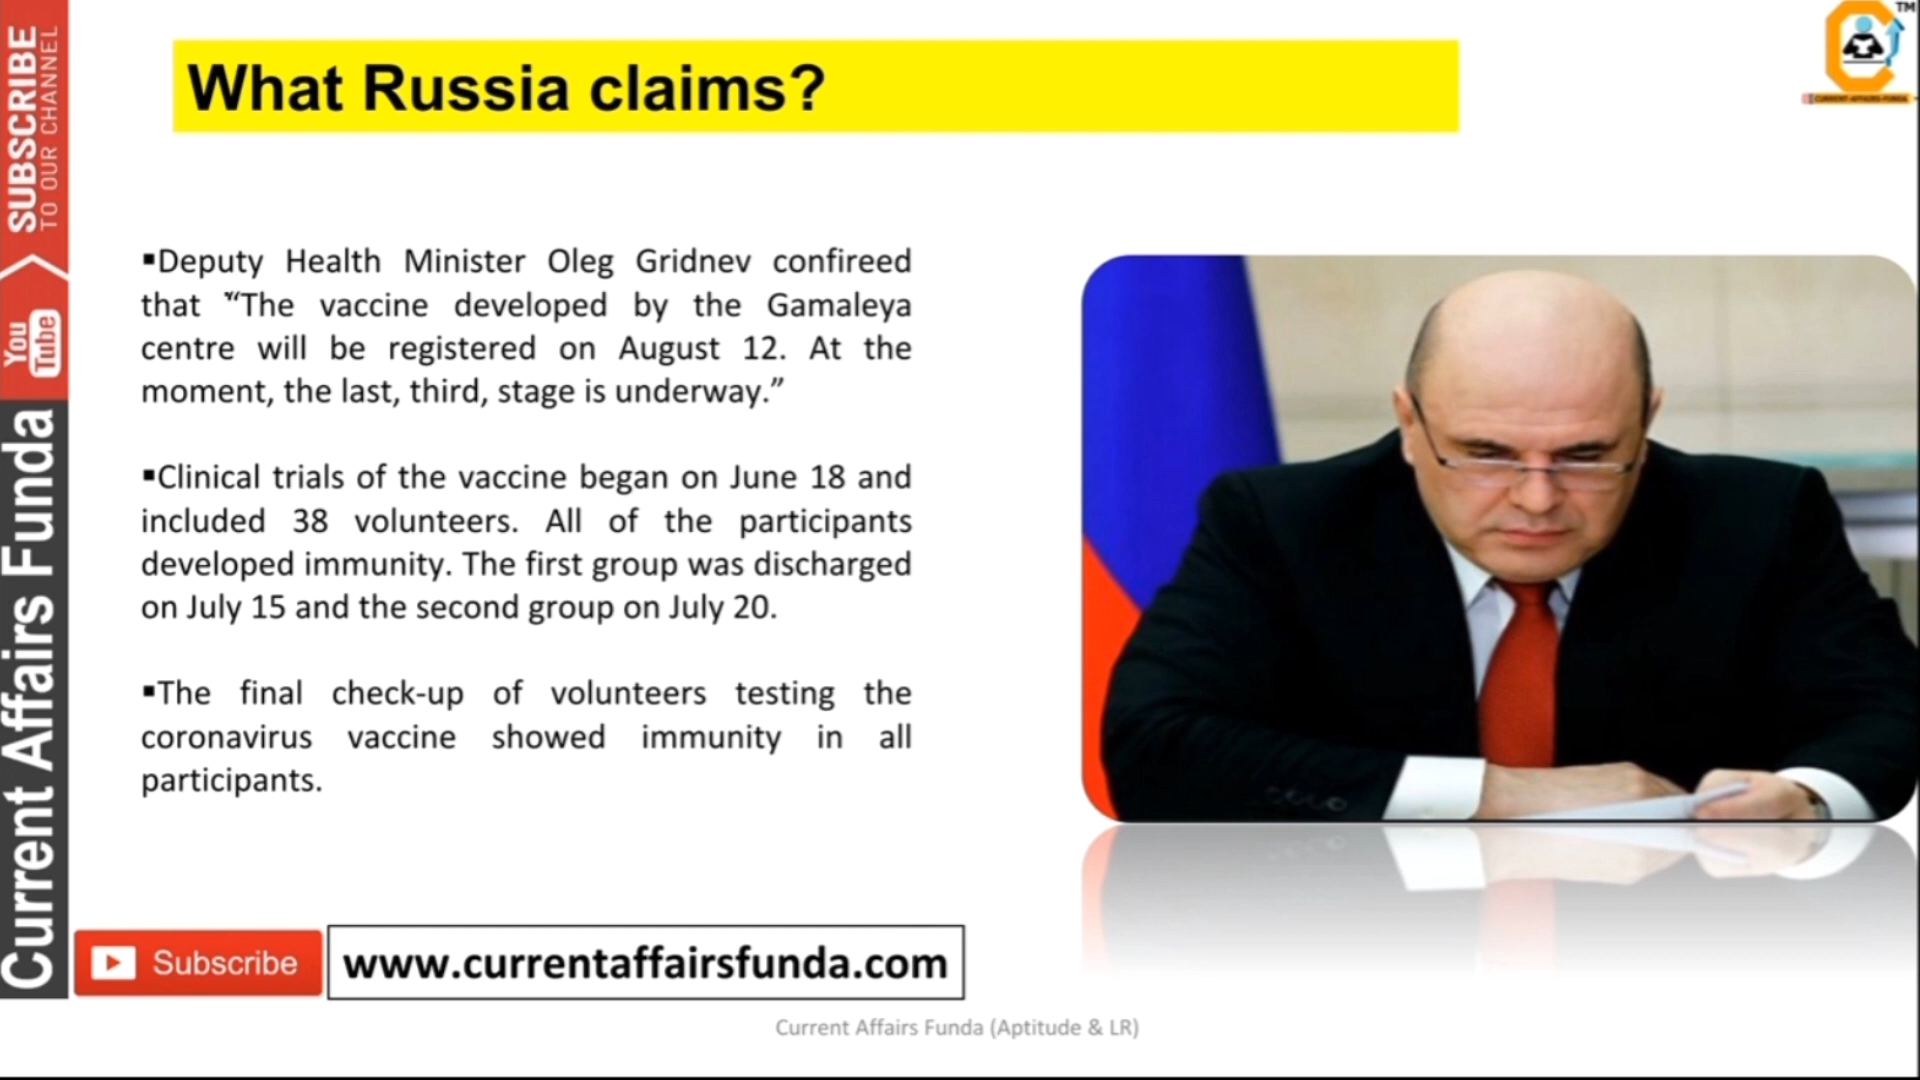 SUBSCRIBE
TO OUR CHANNEL
You
Tube
Current Affairs Funda
TM
CURRENT-AFFAIRS-FUNDA
What Russia claims?
▪Deputy Health Minister Oleg Gridnev confireed
that “The vaccine developed by the Gamaleya
centre will be registered on August 12. At the
moment, the last, third, stage is underway.”
▪Clinical trials of the vaccine began on June 18 and
included 38 volunteers. All of the participants
developed immunity. The first group was discharged
on July 15 and the second group on July 20.
▪The final check-up of volunteers testing the
coronavirus vaccine showed immunity in all
participants.
Subscribe
www.currentaffairsfunda.com
Current Affairs Funda (Aptitude & LR)